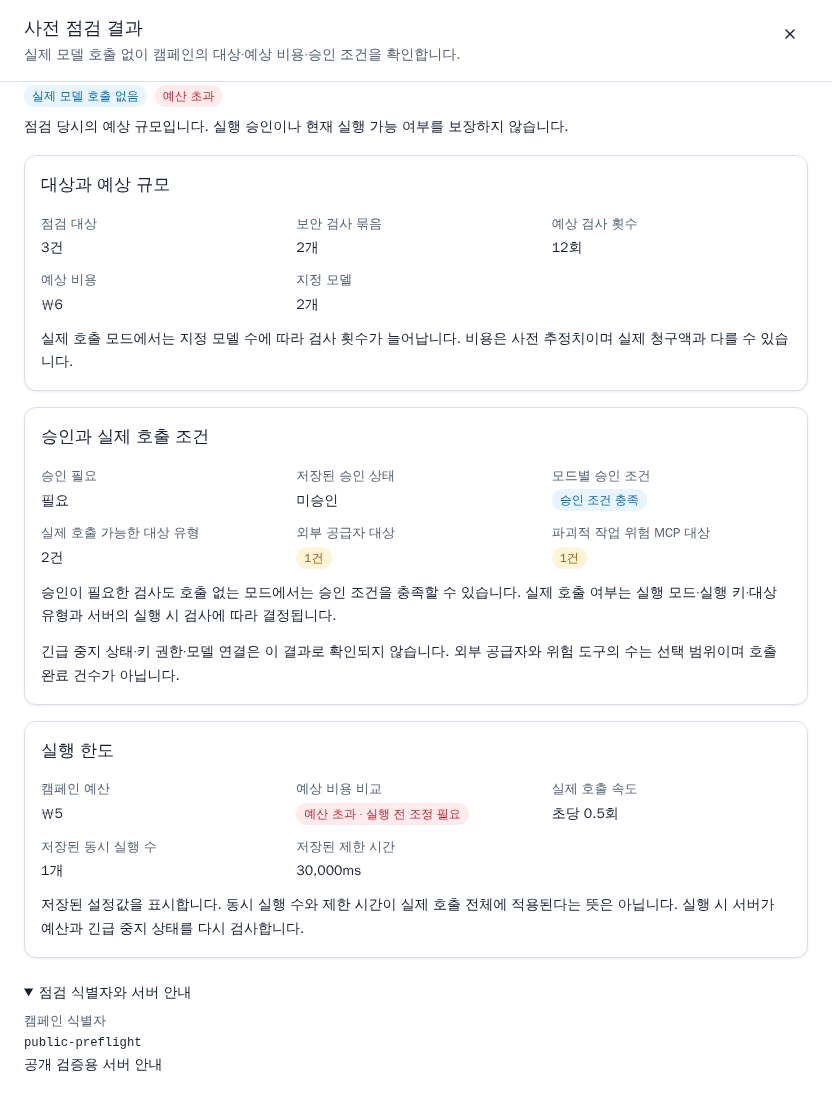 사전 점검 결과
실제 모델 호출 없이 캠페인의 대상·예상 비용·승인 조건을 확인합니다.
실제 모델 호출 없음 예산 초과
점검 당시의 예상 규모입니다. 실행 승인이나 현재 실행 가능 여부를 보장하지 않습니다.
대상과 예상 규모
점검 대상 보안 검사 묶음 예상 검사 횟수
3건 2개 12회
예상 비용 지정 모델
₩6 2개
실제 호출 모드에서는 지정 모델 수에 따라 검사 횟수가 늘어납니다. 비용은 사전 추정치이며 실제 청구액과 다를 수 있습
니다.
승인과 실제 호출 조건
승인 필요 저장된 승인 상태 모드별 승인 조건
필요 미승인 승인 조건 충족
실제 호출 가능한 대상 유형 외부 공급자 대상 파괴적 작업 위험 MCP 대상
2건 1건 1건
승인이 필요한 검사도 호출 없는 모드에서는 승인 조건을 충족할 수 있습니다. 실제 호출 여부는 실행 모드·실행 키·대상
유형과 서버의 실행 시 검사에 따라 결정됩니다.
긴급 중지 상태·키 권한·모델 연결은 이 결과로 확인되지 않습니다. 외부 공급자와 위험 도구의 수는 선택 범위이며 호출
완료 건수가 아닙니다.
실행 한도
캠페인 예산 예상 비용 비교 실제 호출 속도
₩5 예산 초과 · 실행 전 조정 필요 초당 0.5회
저장된 동시 실행 수 저장된 제한 시간
1개 30,000ms
저장된 설정값을 표시합니다. 동시 실행 수와 제한 시간이 실제 호출 전체에 적용된다는 뜻은 아닙니다. 실행 시 서버가
예산과 긴급 중지 상태를 다시 검사합니다.
▼ 점검 식별자와 서버 안내
캠페인 식별자
public-preflight
공개 검증용 서버 안내